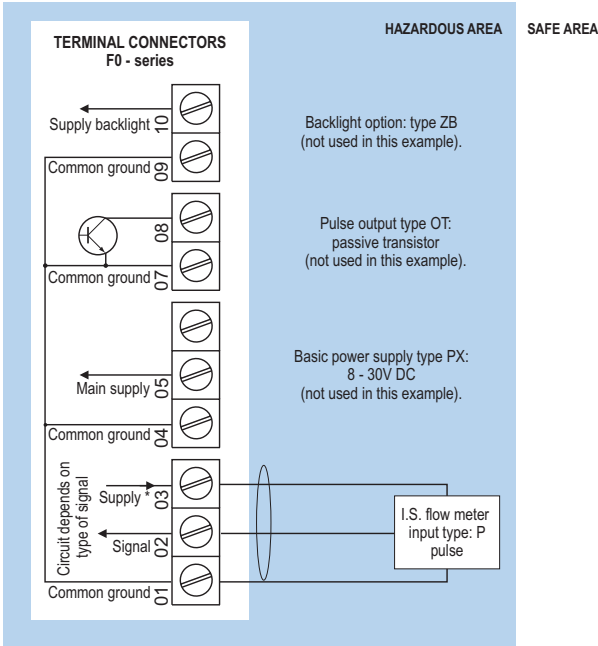 HAZARDOUS AREA
SAFE AREA
TERMINAL CONNECTORS
F0 - series
Supply backlight
10
Backlight option: type ZB
(not used in this example).
Common ground
09
08
Pulse output type OT:
passive transistor
(not used in this example).
Common ground
07
Basic power supply type PX:
8 - 30V DC
(not used in this example).
Main supply
05
Common ground
04
Circuit depends on
type of signal
Supply *
03
Signal
02
Common ground
01
I.S. flow meter
input type: P
pulse